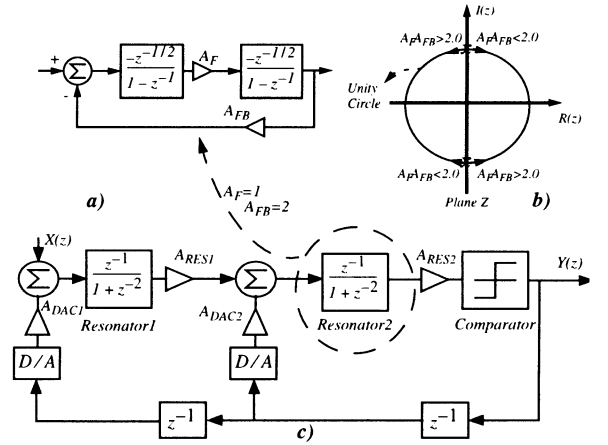 I(z)
A_F A_FB>2.0 A_F A_FB<2.0
+
Σ
-z^{-1/2}
1-z^{-1}
A_F
-z^{-1/2}
1-z^{-1}
-
A_FB
Unity
Circle
R(z)
A_F A_FB<2.0 A_F A_FB>2.0
Plane Z
a)
b)
A_F=1
A_FB=2
X(z)
Σ
z^{-1}
1+z^{-2}
A_RES1
Σ
z^{-1}
1+z^{-2}
A_RES2
Y(z)
A_DAC1
Resonator1
A_DAC2
Resonator2
Comparator
D/A
D/A
z^{-1}
c)
z^{-1}